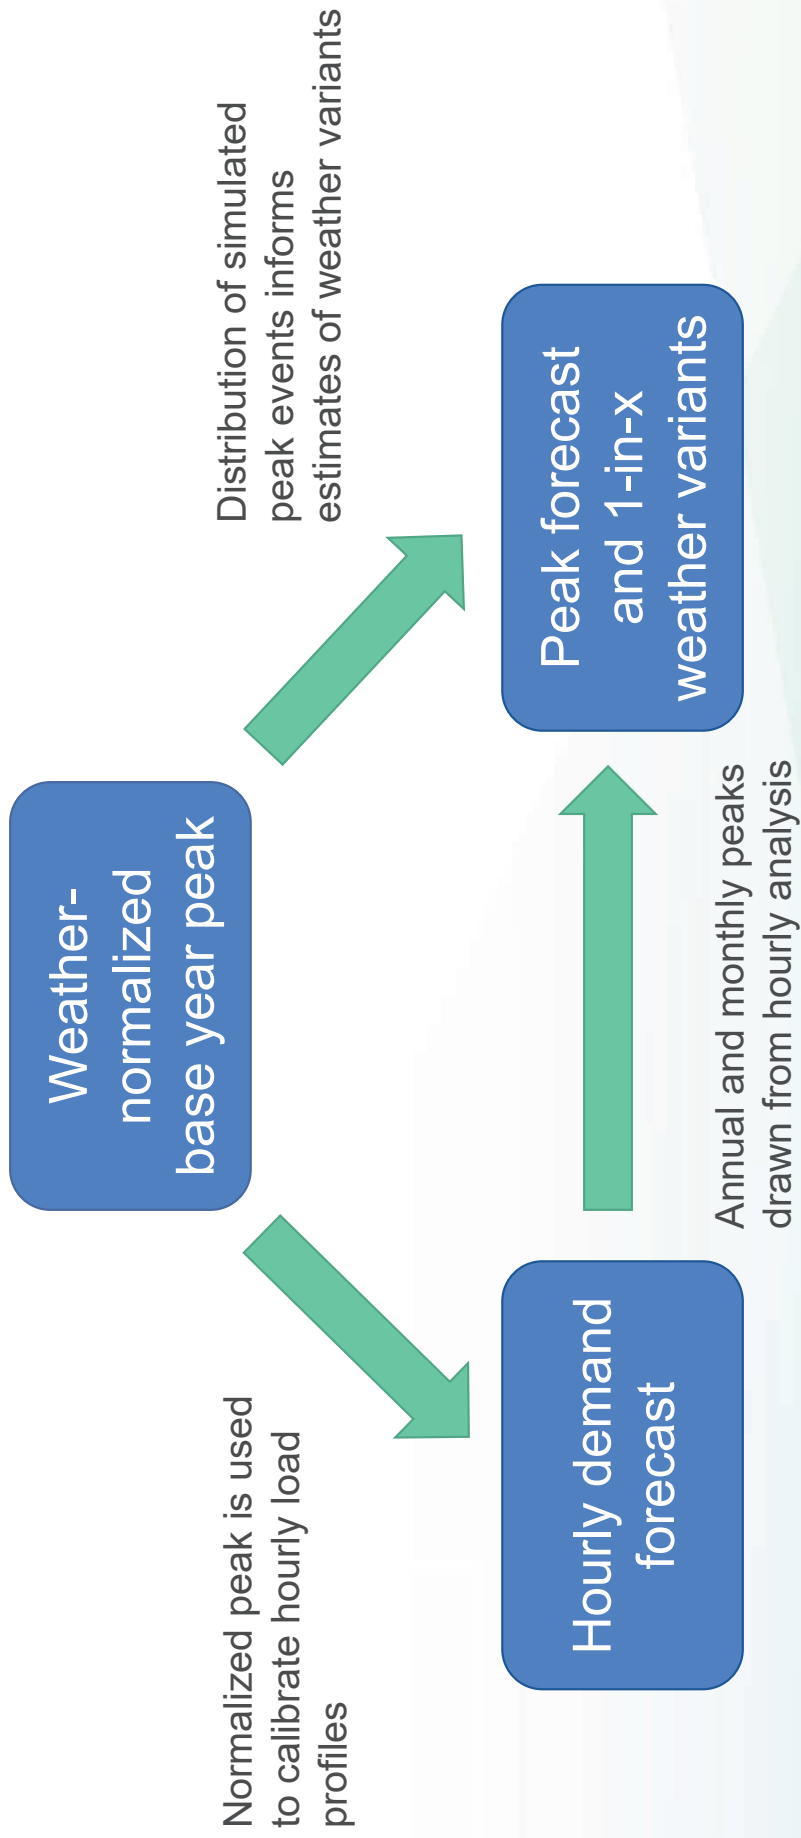 Weather-
normalized
base year peak
Normalized peak is used
to calibrate hourly load
profiles
Distribution of simulated
peak events informs
estimates of weather variants
Hourly demand
forecast
Peak forecast
and 1-in-x
weather variants
Annual and monthly peaks
drawn from hourly analysis